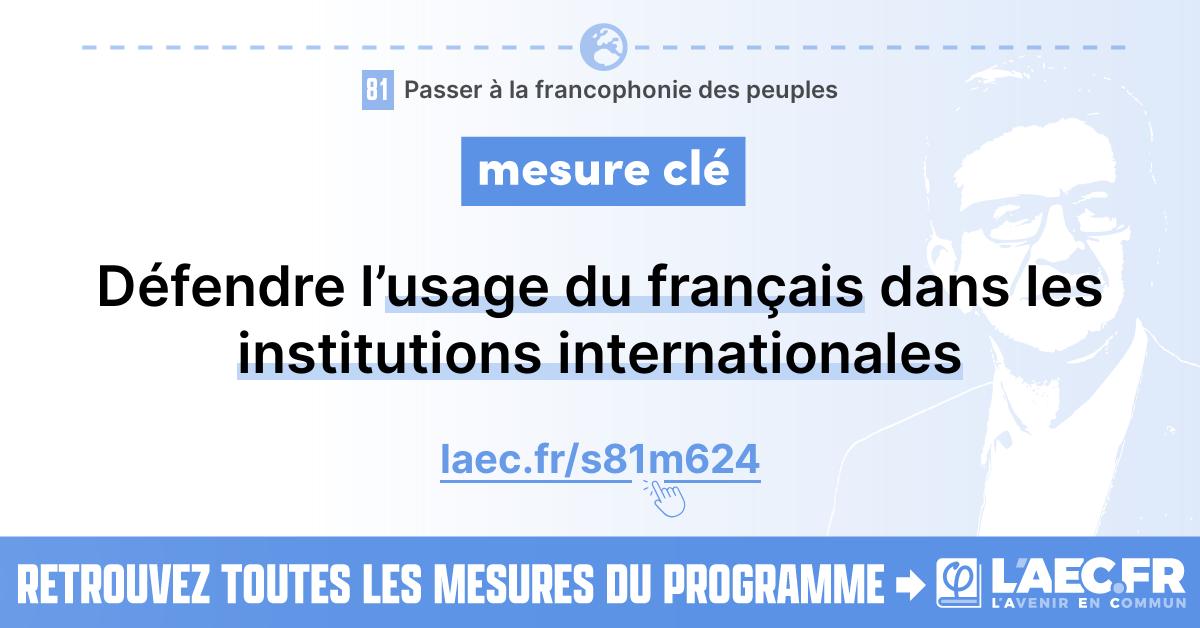 81 Passer à la francophonie des peuples
mesure clé
Défendre l’usage du français dans les
institutions internationales
laec.fr/s81m624
RETROUVEZ TOUTES LES MESURES DU PROGRAMME
L'AEC.FR
L'AVENIR EN COMMUN